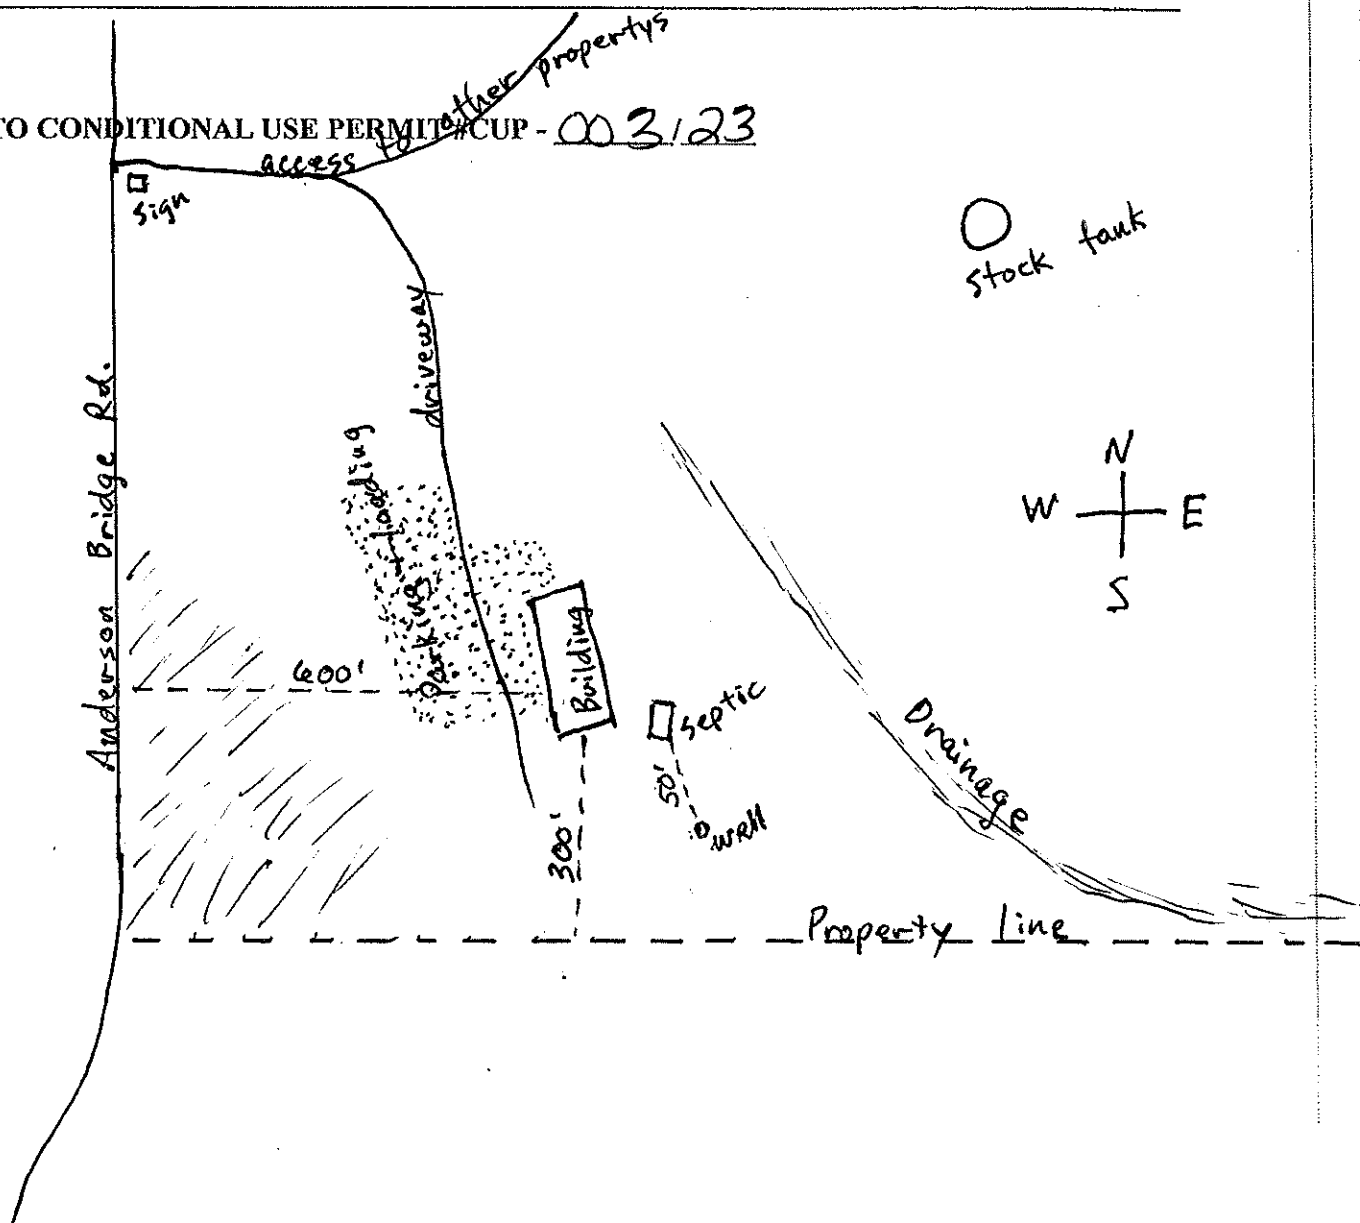 access to other propertys
TO CONDITIONAL USE PERMIT #CUP - 003/23
sign
stock tank
driveway
Anderson Bridge Rd.
Parking + loading
N
W E
S
600'
Building
septic
50'
well
300'
Drainage
Property Line